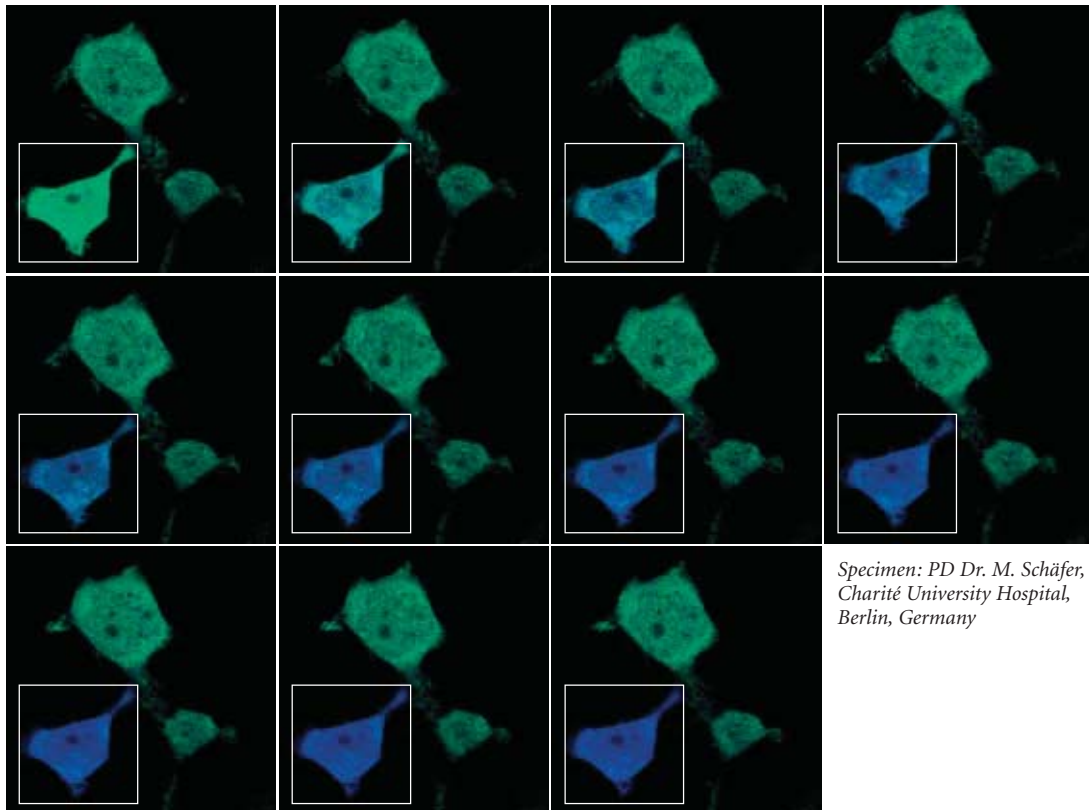 Specimen: PD Dr. M. Schäfer,
Charité University Hospital,
Berlin, Germany